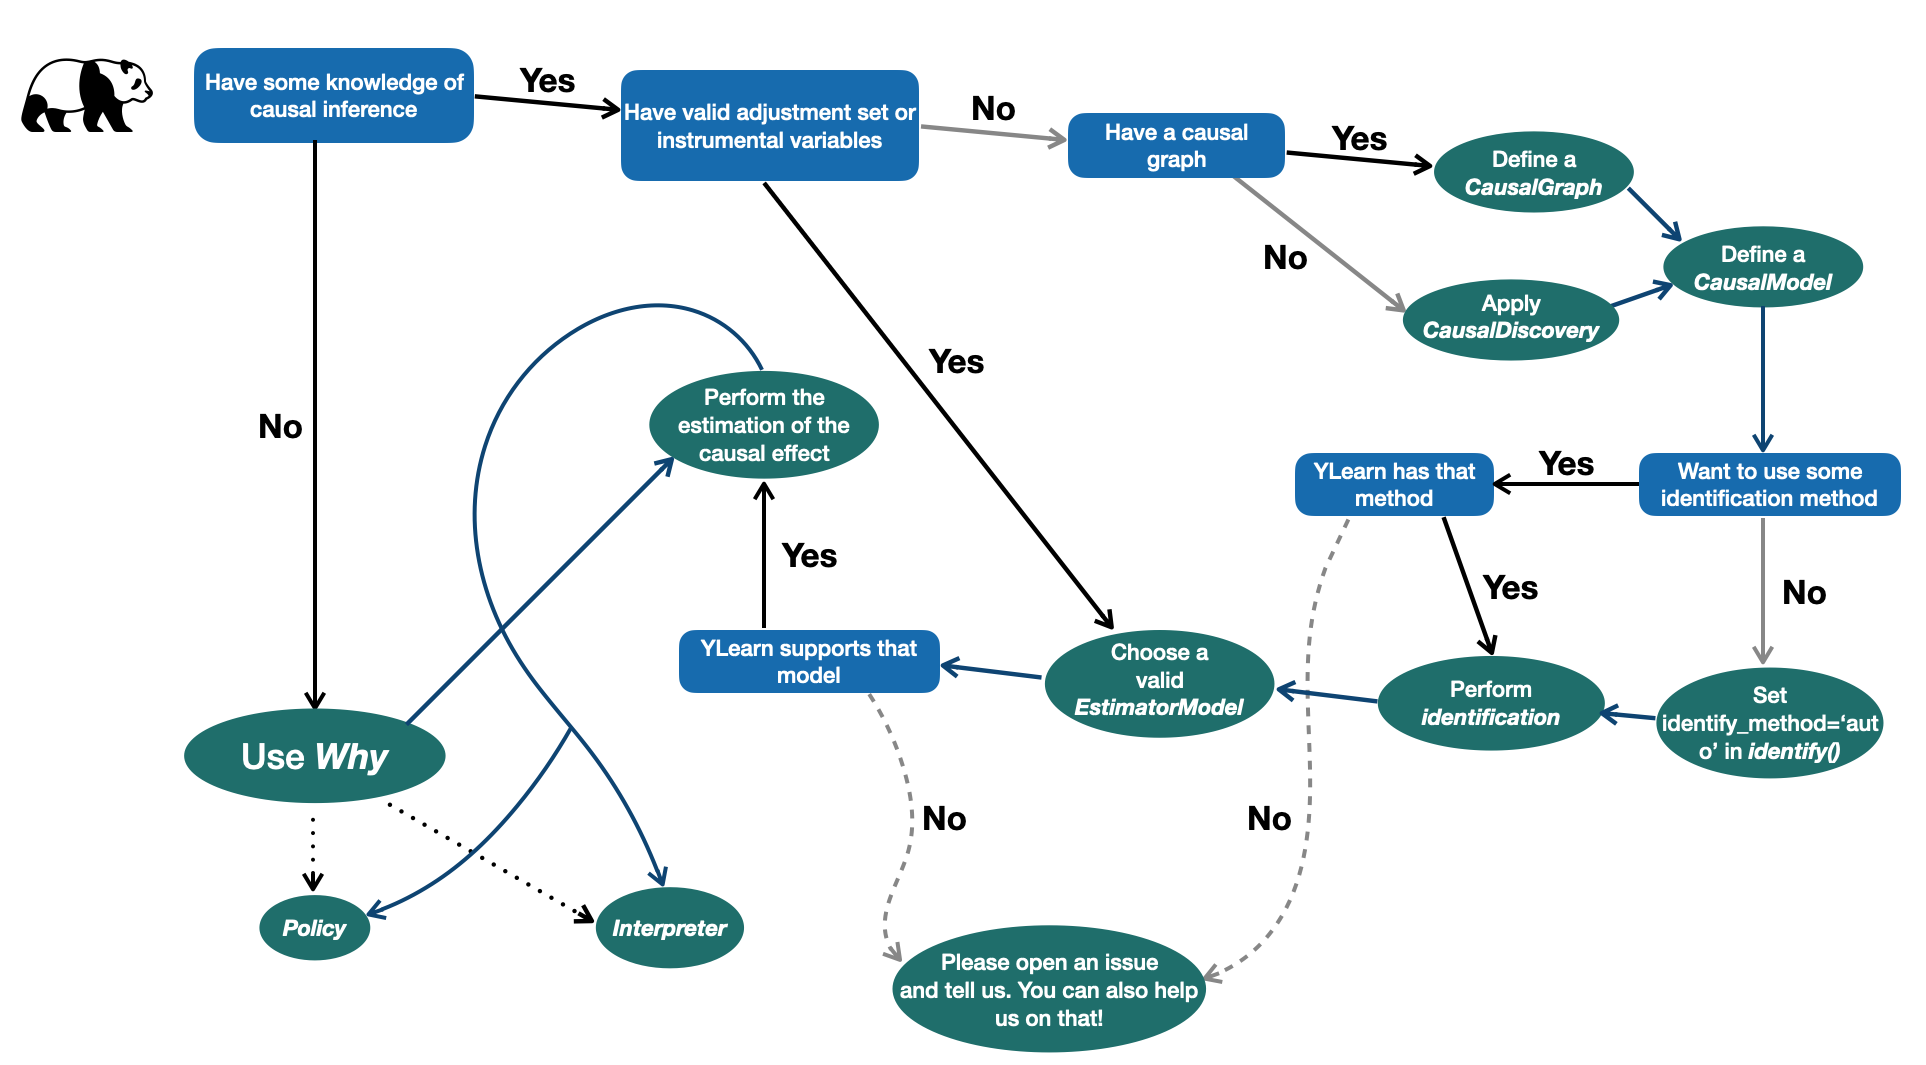 Have some knowledge of
causal inference
Yes
Have valid adjustment set or
instrumental variables
No
Have a causal
graph
Yes
Define a
CausalGraph
No
Apply
CausalDiscovery
Define a
CausalModel
Yes
No
Perform the
estimation of the
causal effect
YLearn has that
method
Yes
Want to use some
identification method
Yes
Yes
No
YLearn supports that
model
Choose a
valid
EstimatorModel
Perform
identification
Set
identify_method=‘aut
o’ in identify()
Use Why
No
No
Policy
Interpreter
Please open an issue
and tell us. You can also help
us on that!